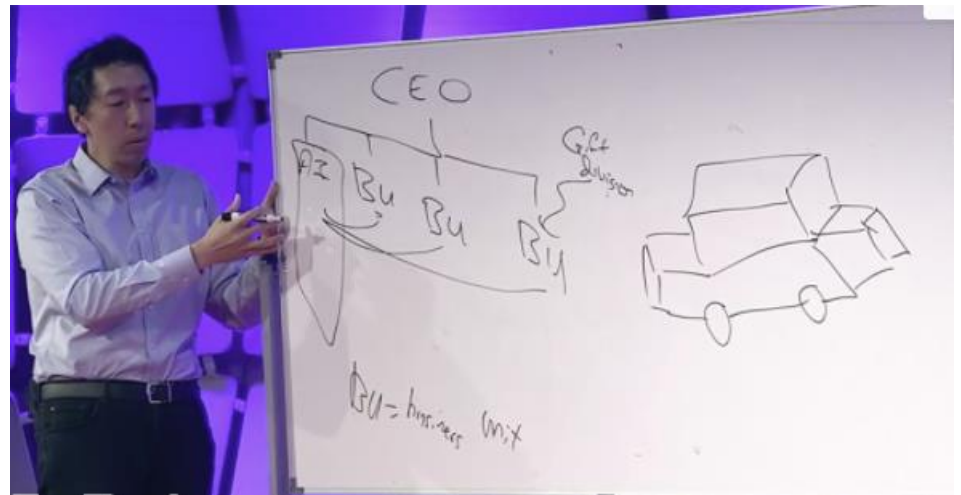 CEO
AI
BU
BU
BU
Gift
division
BU = business unit